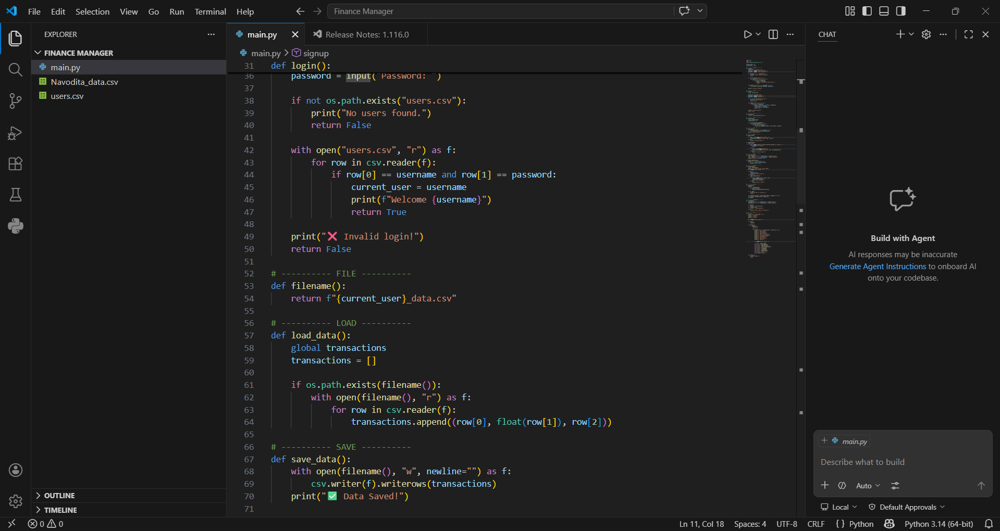 File Edit Selection View Go Run Terminal Help
Finance Manager
EXPLORER
FINANCE MANAGER
main.py
Navodita_data.csv
users.csv
OUTLINE
TIMELINE
main.py
Release Notes: 1.116.0
main.py > signup
31 def login():
36 password = input("Password: ")
37
38 if not os.path.exists("users.csv"):
39 print("No users found.")
40 return False
41
42 with open("users.csv", "r") as f:
43 for row in csv.reader(f):
44 if row[0] == username and row[1] == password:
45 current_user = username
46 print(f"Welcome {username}")
47 return True
48
49 print("❌ Invalid login!")
50 return False
51
52 # ---------- FILE ----------
53 def filename():
54 return f"{current_user}_data.csv"
55
56 # ---------- LOAD ----------
57 def load_data():
58 global transactions
59 transactions = []
60
61 if os.path.exists(filename()):
62 with open(filename(), "r") as f:
63 for row in csv.reader(f):
64 transactions.append((row[0], float(row[1]), row[2]))
65
66 # ---------- SAVE ----------
67 def save_data():
68 with open(filename(), "w", newline="") as f:
69 csv.writer(f).writerows(transactions)
70 print("✅ Data Saved!")
71
CHAT
Build with Agent
AI responses may be inaccurate
Generate Agent Instructions to onboard AI
onto your codebase.
main.py
Describe what to build
Auto
Local Default Approvals
0 0
Ln 11, Col 18 Spaces: 4 UTF-8 CRLF {} Python Python 3.14 (64-bit)